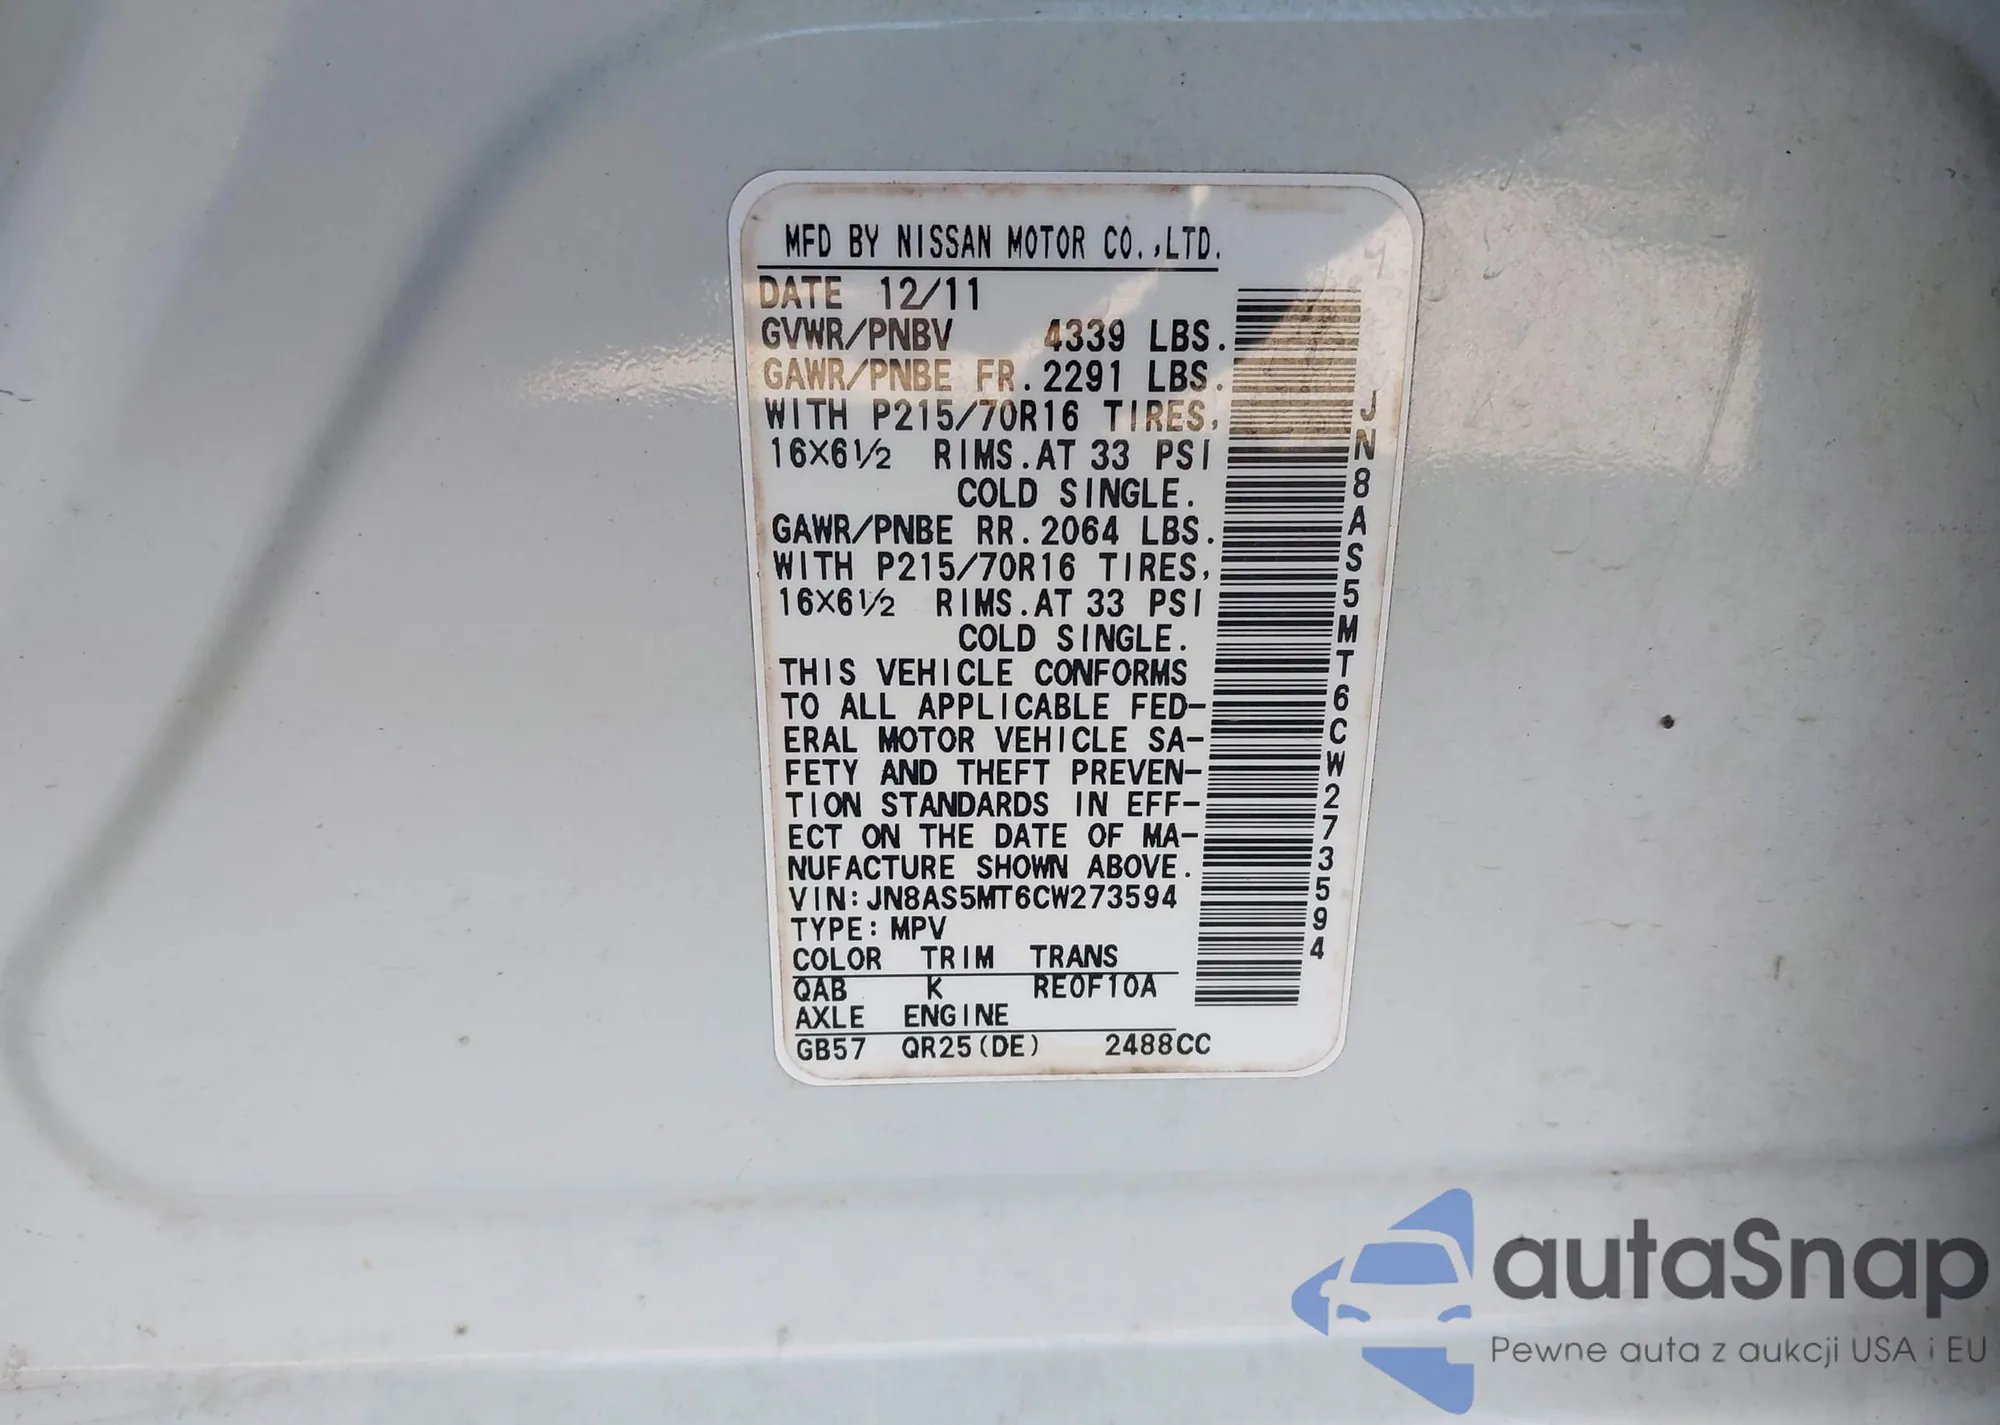 MFD BY NISSAN MOTOR CO.,LTD.
DATE 12/11
GVWR/PNBV 4339 LBS.
GAWR/PNBE FR.2291 LBS.
WITH P215/70R16 TIRES,
16X6½ RIMS.AT 33 PSI
COLD SINGLE.
GAWR/PNBE RR.2064 LBS.
WITH P215/70R16 TIRES,
16X6½ RIMS.AT 33 PSI
COLD SINGLE.
THIS VEHICLE CONFORMS
TO ALL APPLICABLE FED-
ERAL MOTOR VEHICLE SA-
FETY AND THEFT PREVEN-
TION STANDARDS IN EFF-
ECT ON THE DATE OF MA-
NUFACTURE SHOWN ABOVE.
VIN:JN8AS5MT6CW273594
TYPE:MPV
COLOR TRIM TRANS
QAB K RE0F10A
AXLE ENGINE
GB57 QR25(DE) 2488CC
JN8AS5MT6CW273594
autaSnap
Pewne auta z aukcji USA i EU